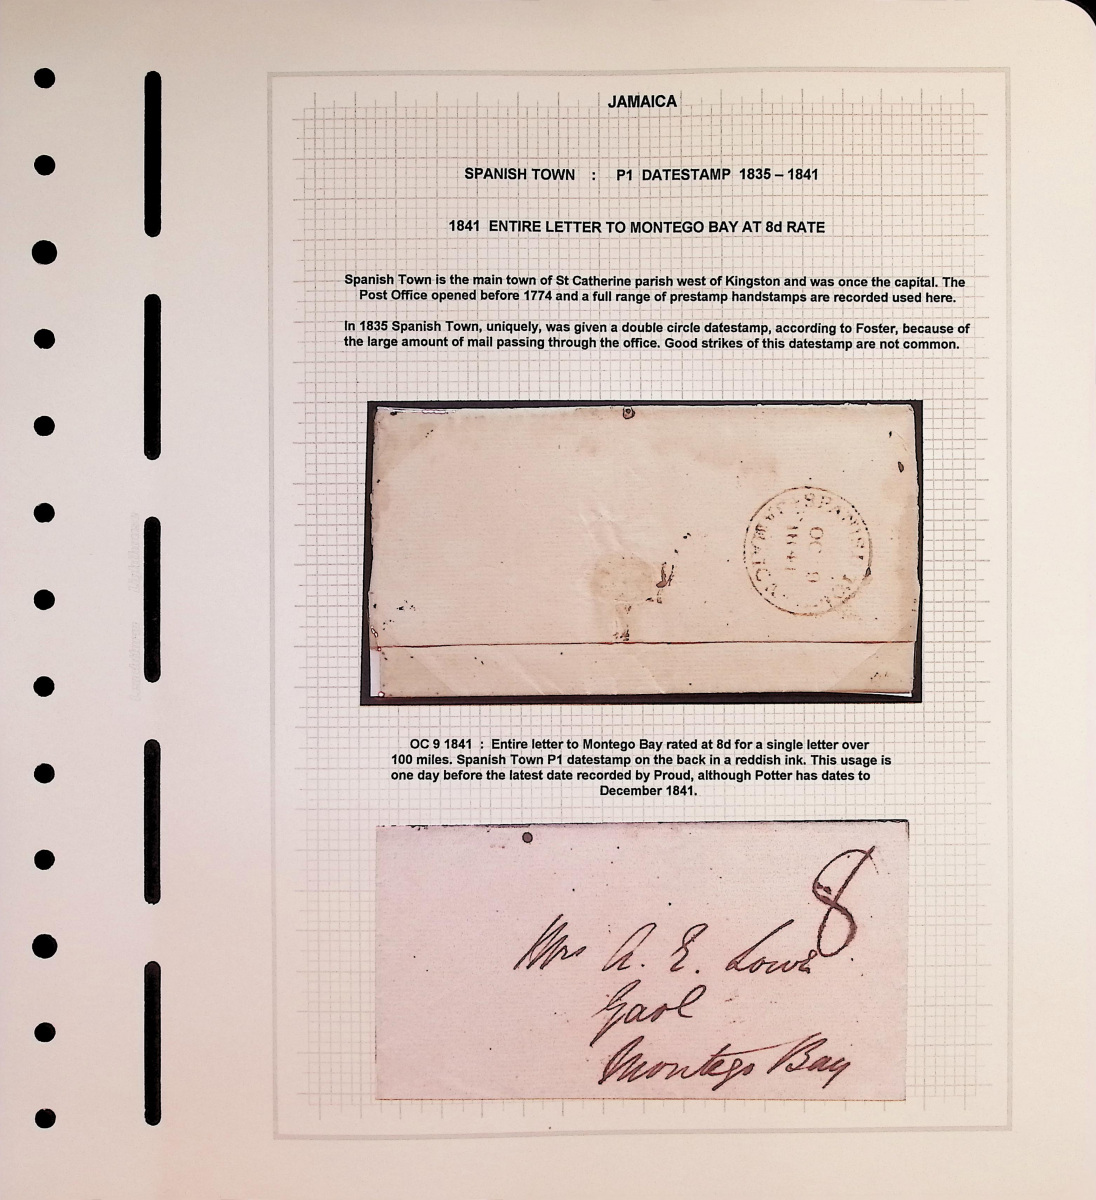 JAMAICA
SPANISH TOWN : P1 DATESTAMP 1835 – 1841
1841 ENTIRE LETTER TO MONTEGO BAY AT 8d RATE
Spanish Town is the main town of St Catherine parish west of Kingston and was once the capital. The
Post Office opened before 1774 and a full range of prestamp handstamps are recorded used here.
In 1835 Spanish Town, uniquely, was given a double circle datestamp, according to Foster, because of
the large amount of mail passing through the office. Good strikes of this datestamp are not common.
SPANISH
JAMAICA
OC 9
1841
OC 9 1841 : Entire letter to Montego Bay rated at 8d for a single letter over
100 miles. Spanish Town P1 datestamp on the back in a reddish ink. This usage is
one day before the latest date recorded by Proud, although Potter has dates to
December 1841.
8
Mrs A. E. Lowe
Gaol
Montego Bay